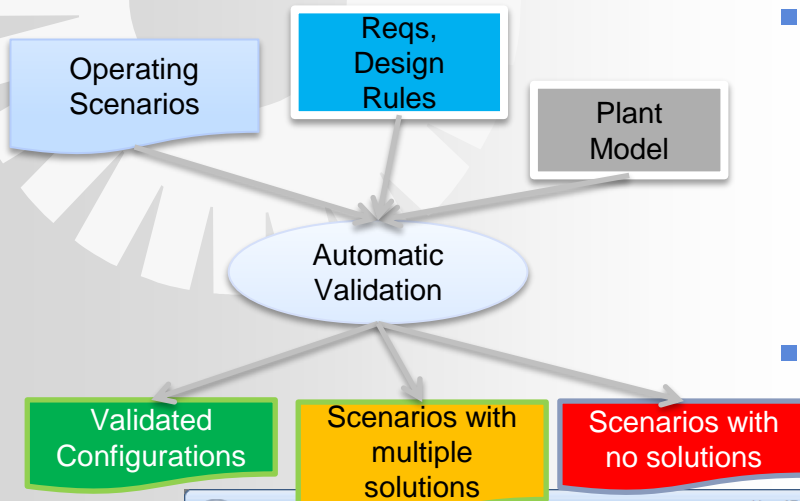 Operating
Scenarios
Reqs,
Design
Rules
Plant
Model
Automatic
Validation
Validated
Configurations
Scenarios with
multiple
solutions
Scenarios with
no solutions